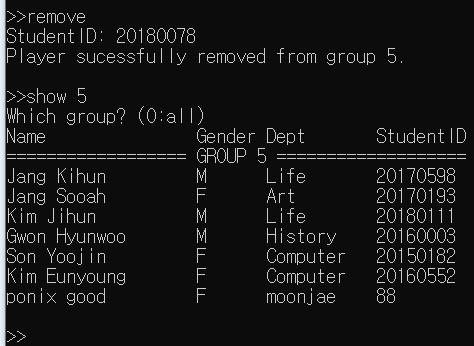 >>remove
StudentID: 20180078
Player sucessfully removed from group 5.
>>show 5
Which group? (0:all)
Name Gender Dept StudentID
================== GROUP 5 ===================
Jang Kihun M Life 20170598
Jang Sooah F Art 20170193
Kim Jihun M Life 20180111
Gwon Hyunwoo M History 20160003
Son Yoojin F Computer 20150182
Kim Eunyoung F Computer 20160552
ponix good F moonjae 88
>>